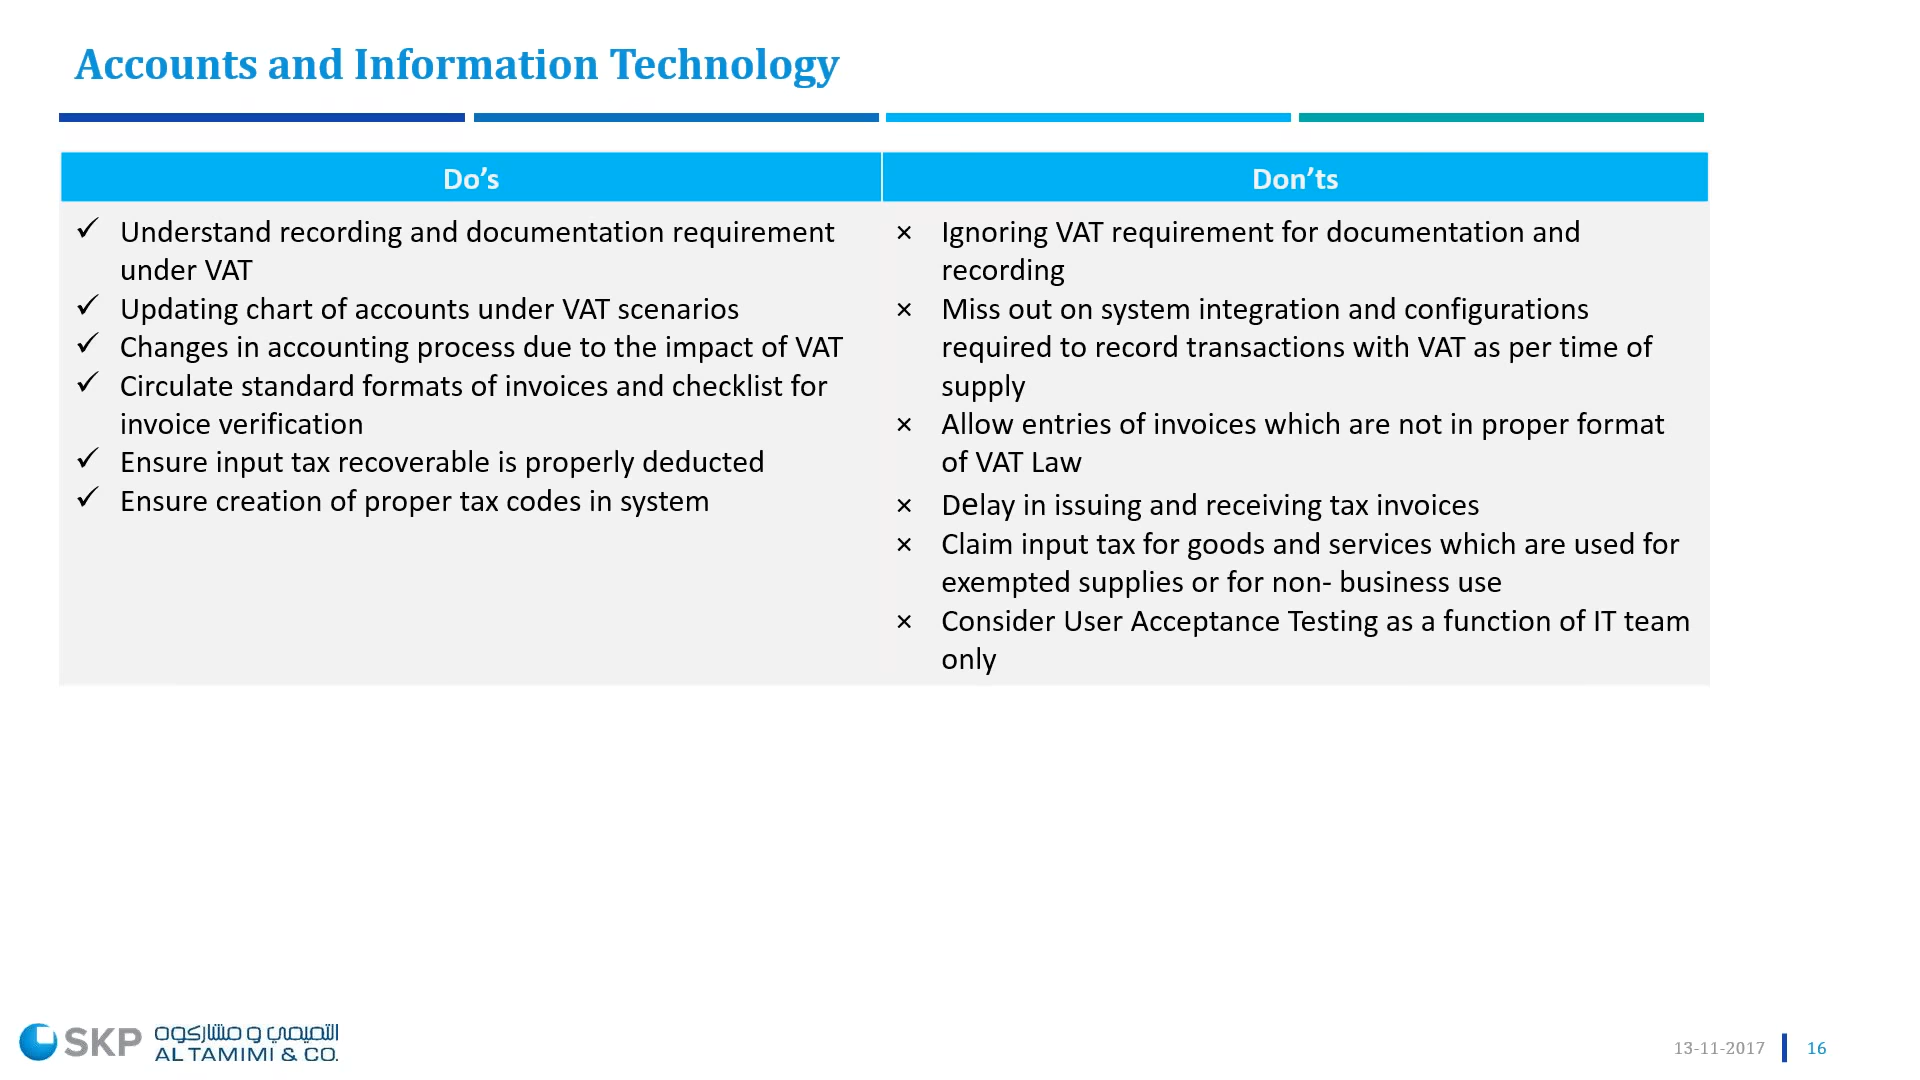 Accounts and Information Technology
Do’s
✓ Understand recording and documentation requirement
under VAT
✓ Updating chart of accounts under VAT scenarios
✓ Changes in accounting process due to the impact of VAT
✓ Circulate standard formats of invoices and checklist for
invoice verification
✓ Ensure input tax recoverable is properly deducted
✓ Ensure creation of proper tax codes in system
Don’ts
× Ignoring VAT requirement for documentation and
recording
× Miss out on system integration and configurations
required to record transactions with VAT as per time of
supply
× Allow entries of invoices which are not in proper format
of VAT Law
× Delay in issuing and receiving tax invoices
× Claim input tax for goods and services which are used for
exempted supplies or for non- business use
× Consider User Acceptance Testing as a function of IT team
only
SKP
التميمي و مشاركوه
AL TAMIMI & CO.
13-11-2017
16